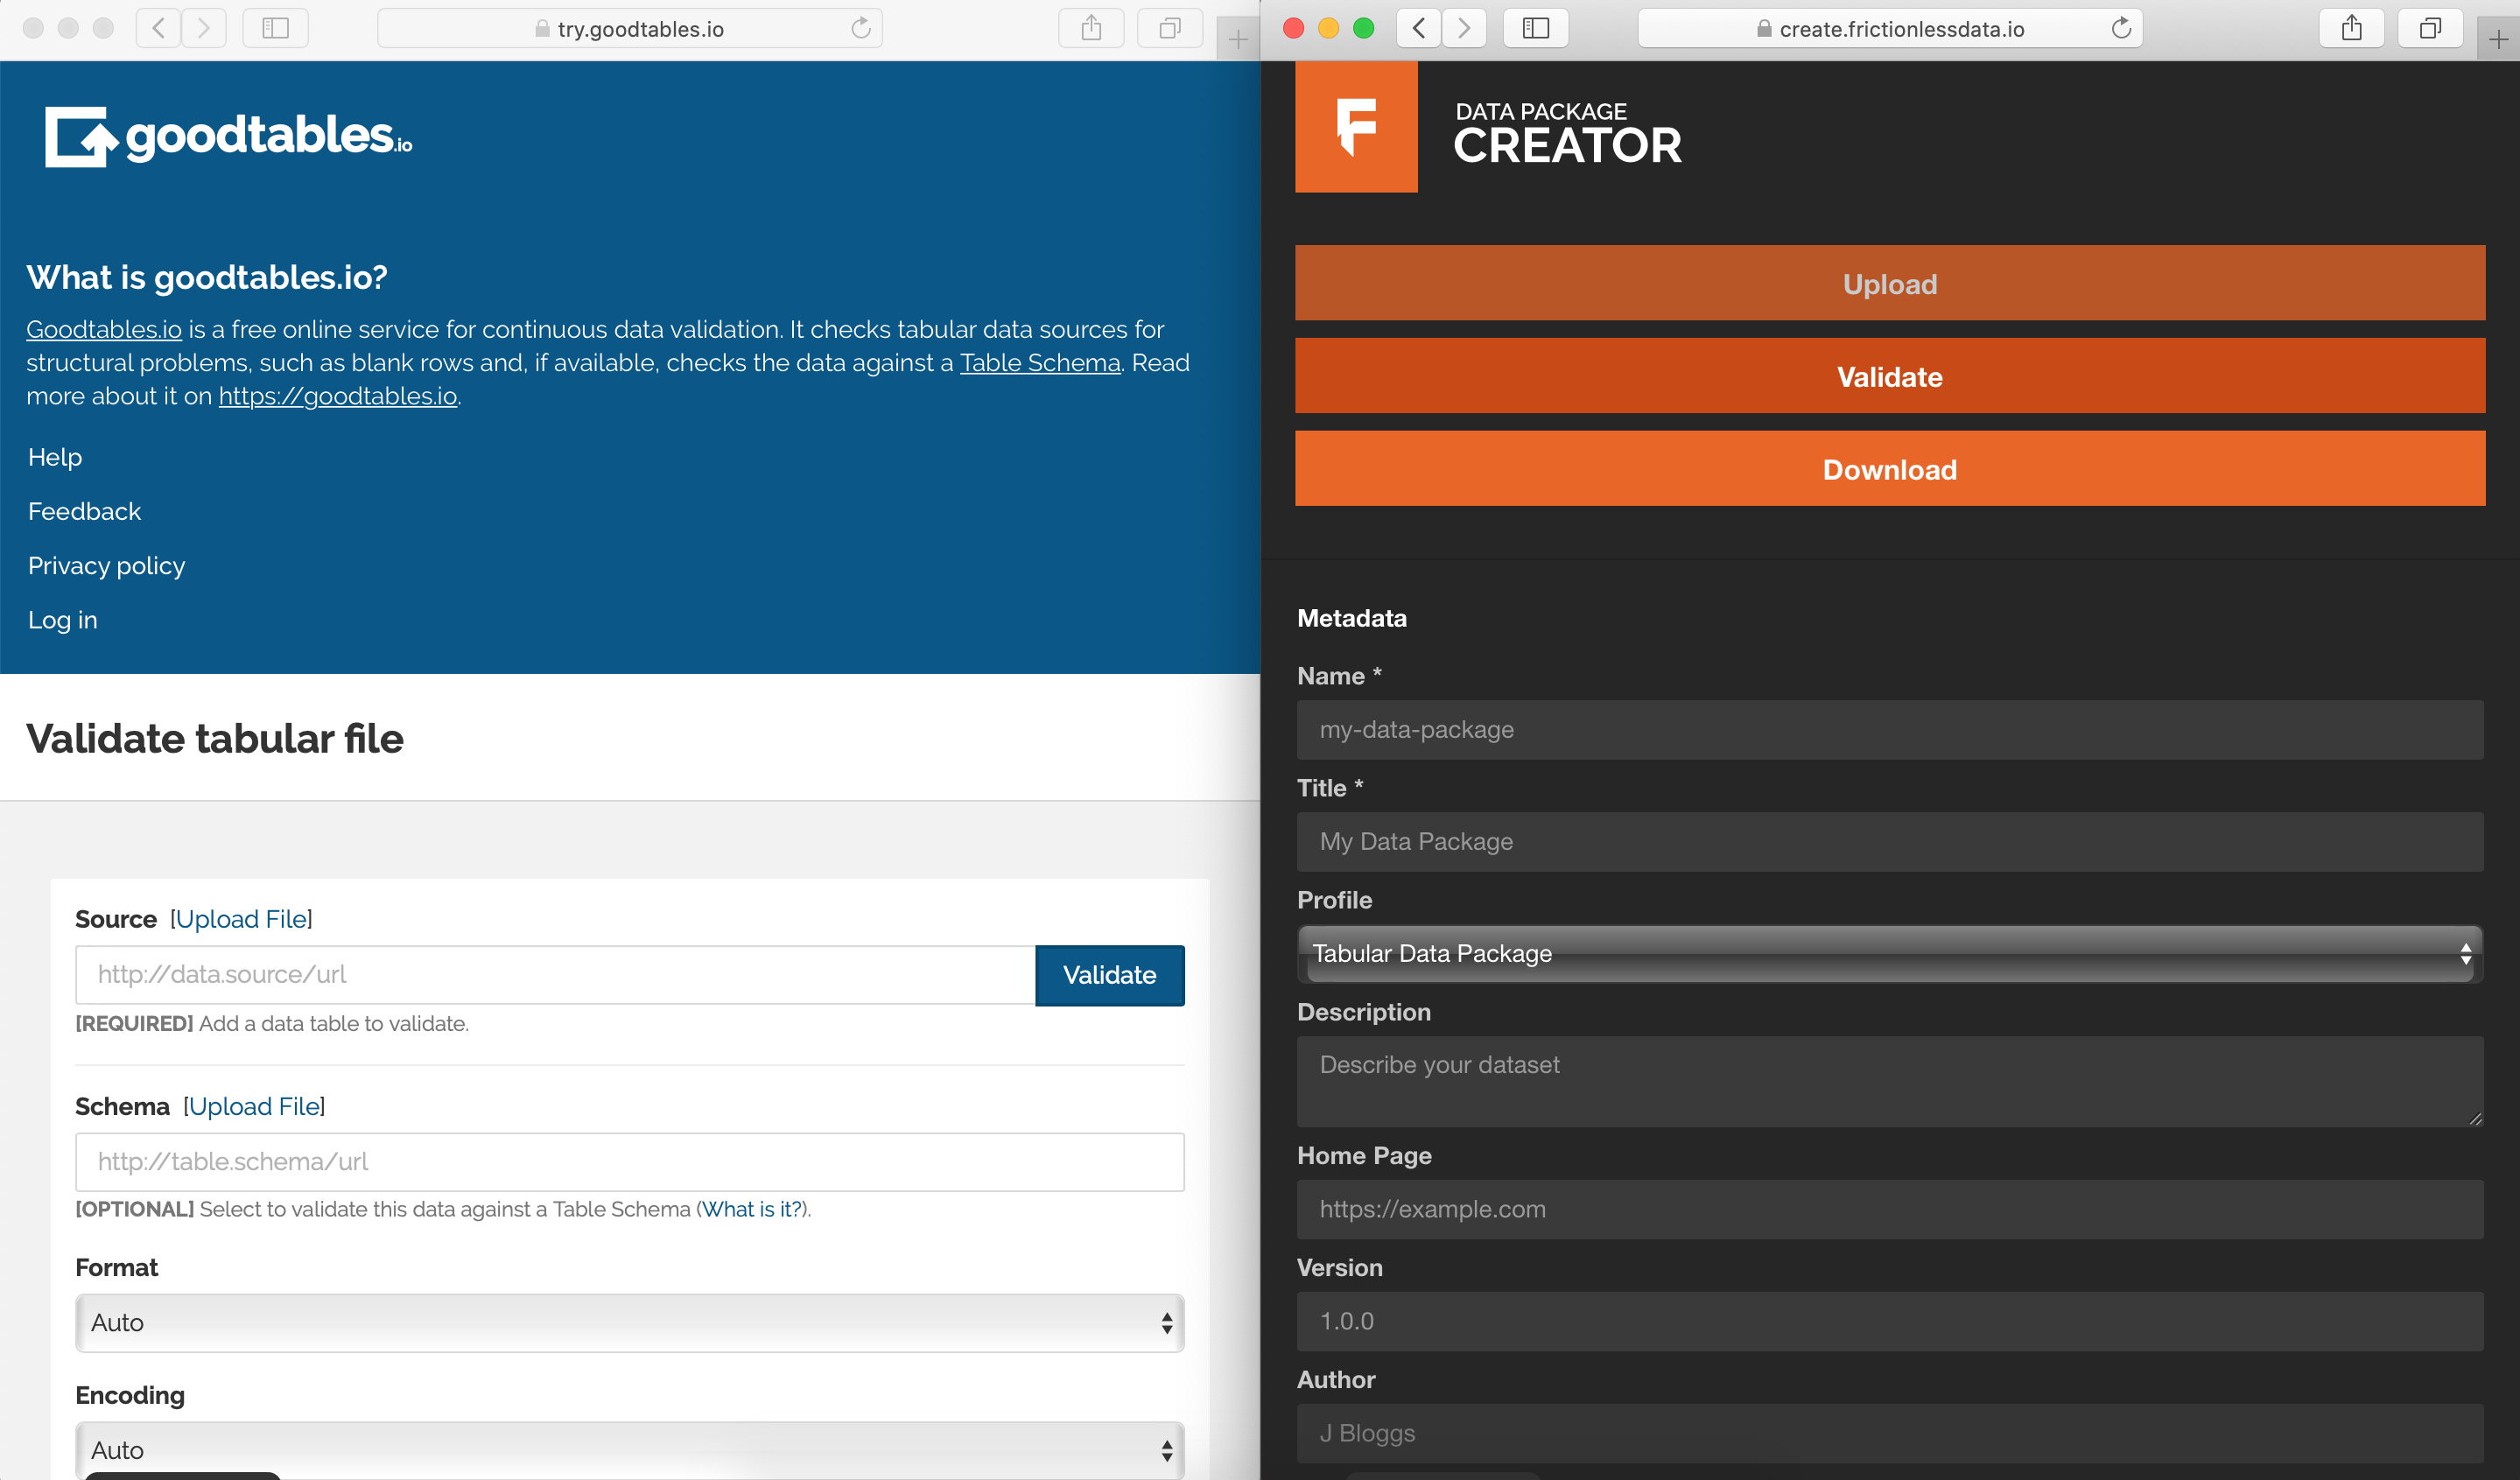 try.goodtables.io
goodtables.io
What is goodtables.io?
Goodtables.io is a free online service for continuous data validation. It checks tabular data sources for
structural problems, such as blank rows and, if available, checks the data against a Table Schema. Read
more about it on https://goodtables.io.
Help
Feedback
Privacy policy
Log in
Validate tabular file
Source [Upload File]
http://data.source/url
Validate
[REQUIRED] Add a data table to validate.
Schema [Upload File]
http://table.schema/url
[OPTIONAL] Select to validate this data against a Table Schema (What is it?).
Format
Auto
Encoding
Auto
create.frictionlessdata.io
F
DATA PACKAGE
CREATOR
Upload
Validate
Download
Metadata
Name *
my-data-package
Title *
My Data Package
Profile
Tabular Data Package
Description
Describe your dataset
Home Page
https://example.com
Version
1.0.0
Author
J Bloggs